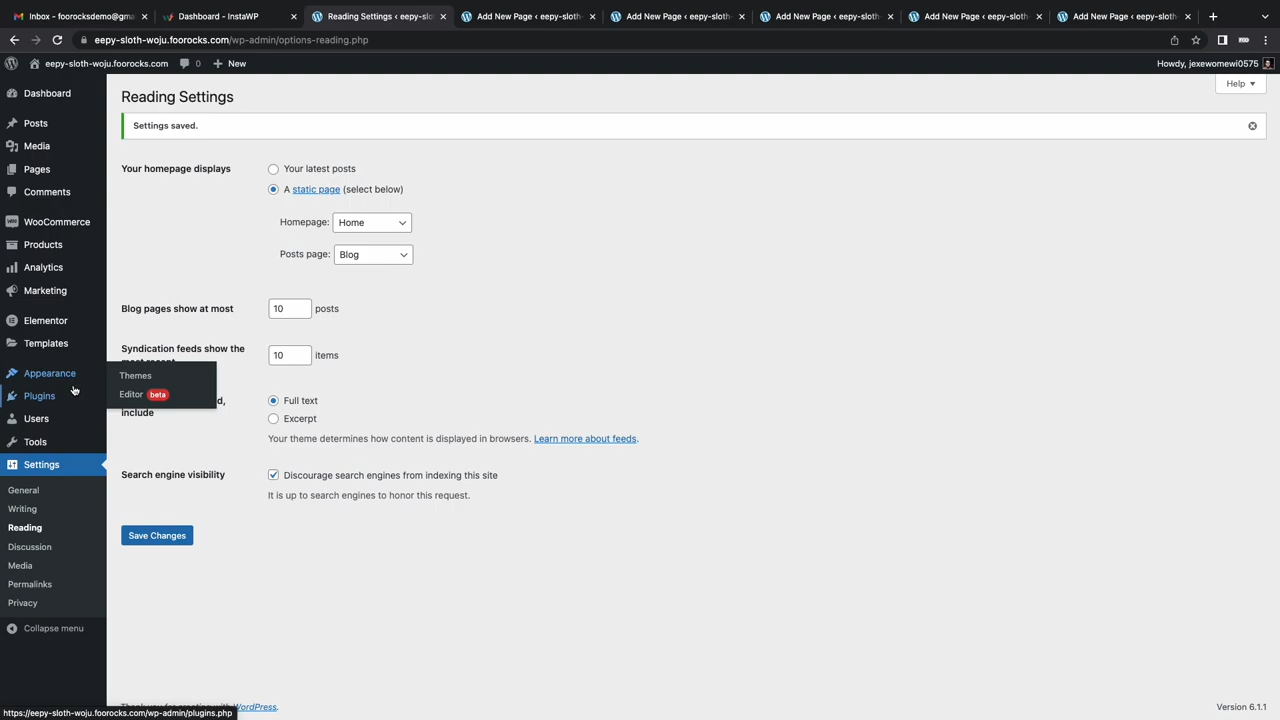 Inbox - foorocksdemo@gm
Dashboard - InstaWP
Reading Settings ‹ eepy-sloth
Add New Page ‹ eepy-sloth-
Add New Page ‹ eepy-sloth-
Add New Page ‹ eepy-sloth-
Add New Page ‹ eepy-sloth-
Add New Page ‹ eepy-sloth-
eepy-sloth-woju.foorocks.com/wp-admin/options-reading.php
eepy-sloth-woju.foorocks.com
0
New
Howdy, jexewomewi0575
Help
Dashboard
Posts
Media
Pages
Comments
WooCommerce
Products
Analytics
Marketing
Elementor
Templates
Appearance
Plugins
Users
Tools
Settings
General
Writing
Reading
Discussion
Media
Permalinks
Privacy
Collapse menu
Themes
Editor beta
Reading Settings
Settings saved.
Your homepage displays
Your latest posts
A static page (select below)
Homepage: Home
Posts page: Blog
Blog pages show at most
10 posts
Syndication feeds show the
most recent
10 items
d,
include
Full text
Excerpt
Your theme determines how content is displayed in browsers. Learn more about feeds.
Search engine visibility
Discourage search engines from indexing this site
It is up to search engines to honor this request.
Save Changes
WordPress.
Version 6.1.1
https://eepy-sloth-woju.foorocks.com/wp-admin/plugins.php